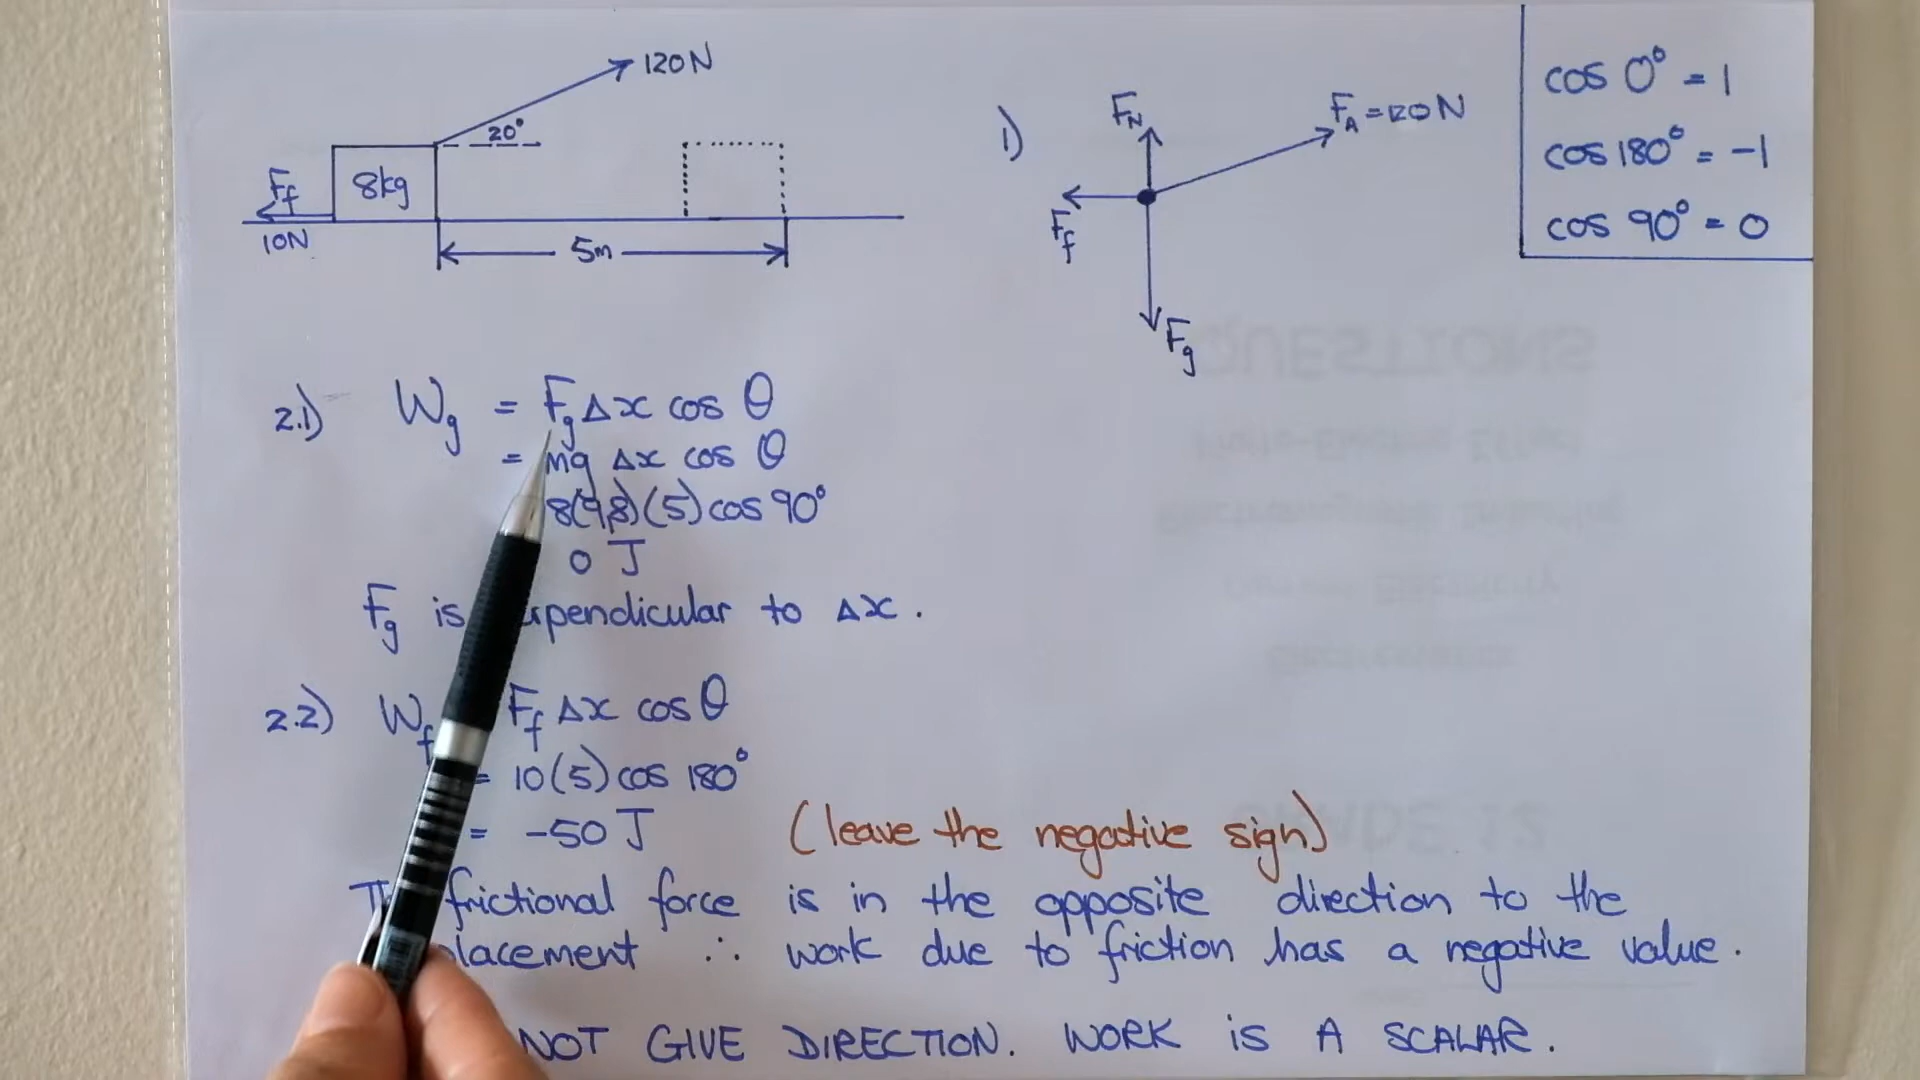 120N
20°
Ff
8kg
10N
5m
1)
FN
FA = 120N
Ff
Fg
cos 0° = 1
cos 180° = -1
cos 90° = 0
2.1) Wg = Fg Δx cos θ
= mg Δx cos θ
8(9,8)(5) cos 90°
0 J
Fg is to Δx.
2.2) Wf Ff Δx cos θ
= 10(5) cos 180°
= -50 J (leave the negative sign)
frictional force is in the opposite direction to the
∴ work due to friction has a negative value.
NOT GIVE DIRECTION. WORK is A SCALAR.